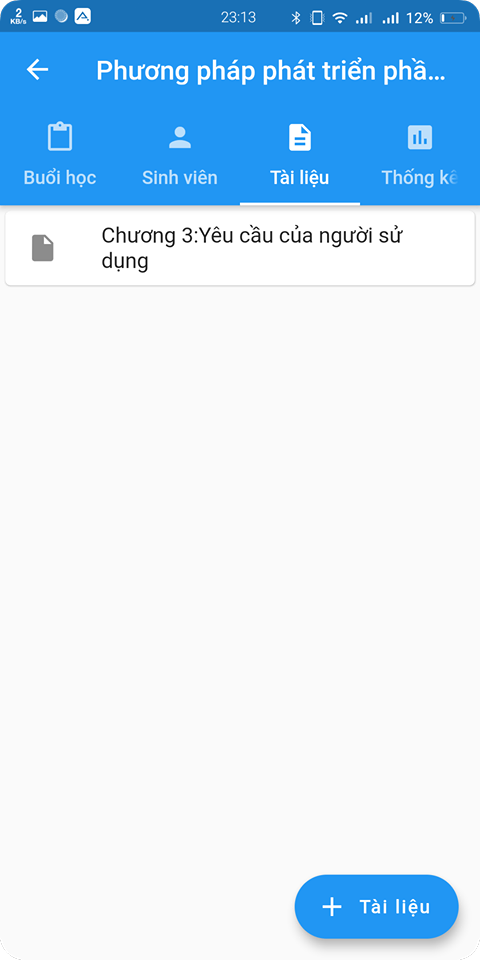 2
KB/s
23:13
12%
Phương pháp phát triển phầ...
Buổi học
Sinh viên
Tài liệu
Thống kê
Chương 3:Yêu cầu của người sử
dụng
Tài liệu